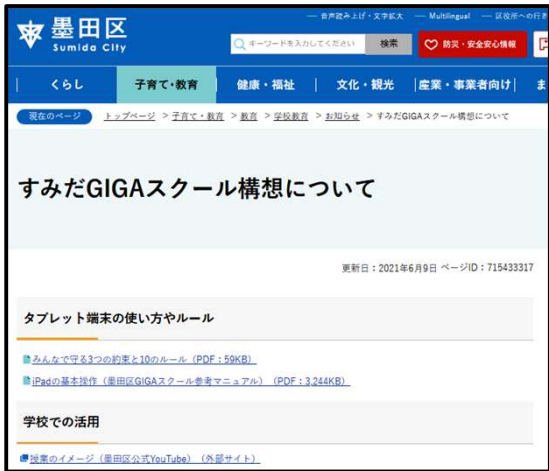 音声読み上げ・文字拡大 Multilingual 区役所への行き
墨田区
Sumida City
キーワードを入力してください 検索 防災・安全安心情報
くらし 子育て・教育 健康・福祉 文化・観光 産業・事業者向け ま
現在のページ トップページ > 子育て・教育 > 教育 > 学校教育 > お知らせ > すみだGIGAスクール構想について
すみだGIGAスクール構想について
更新日：2021年6月9日 ページID：715433317
タブレット端末の使い方やルール
みんなで守る3つの約束と10のルール（PDF：59KB）
iPadの基本操作（墨田区GIGAスクール参考マニュアル）（PDF：3,244KB）
学校での活用
授業のイメージ（墨田区公式YouTube）（外部サイト）